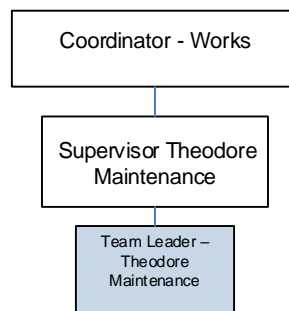 Coordinator - Works
Supervisor Theodore
Maintenance
Team Leader –
Theodore
Maintenance